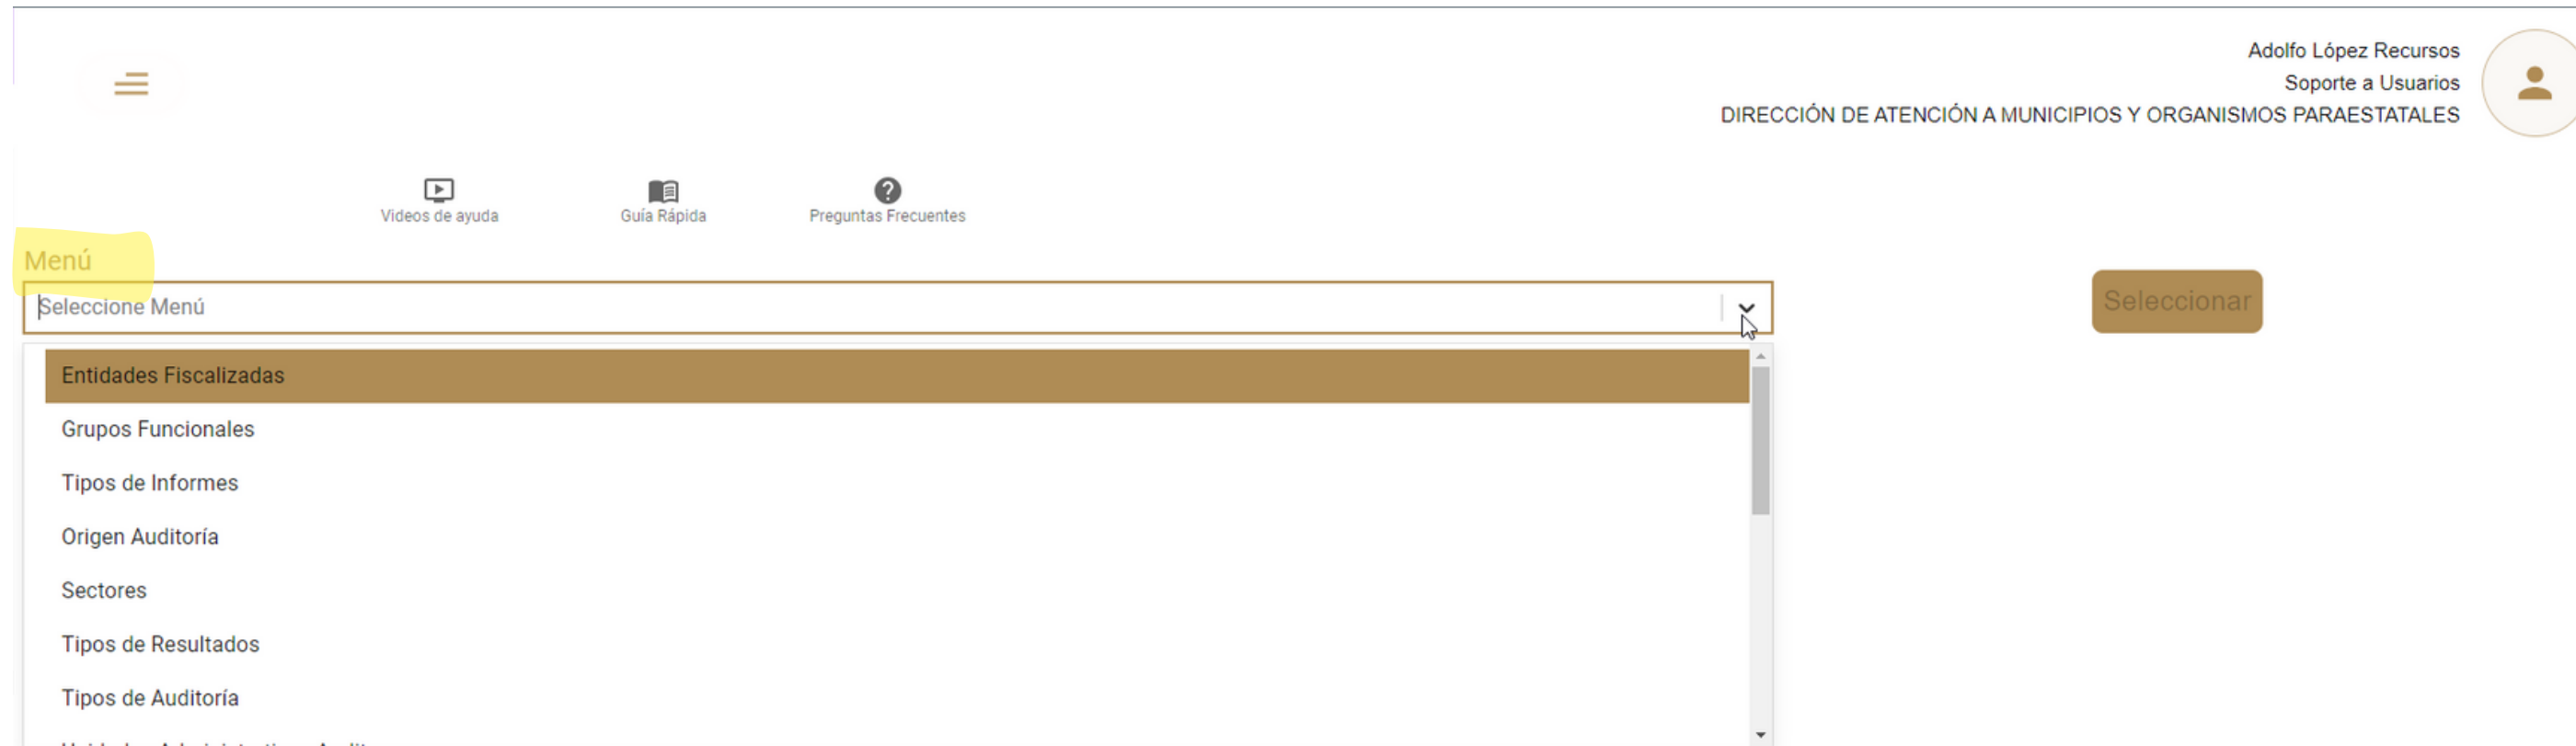 Adolfo López Recursos
Soporte a Usuarios
DIRECCIÓN DE ATENCIÓN A MUNICIPIOS Y ORGANISMOS PARAESTATALES
Videos de ayuda
Guía Rápida
Preguntas Frecuentes
Menú
Seleccione Menú
Seleccionar
Entidades Fiscalizadas
Grupos Funcionales
Tipos de Informes
Origen Auditoría
Sectores
Tipos de Resultados
Tipos de Auditoría